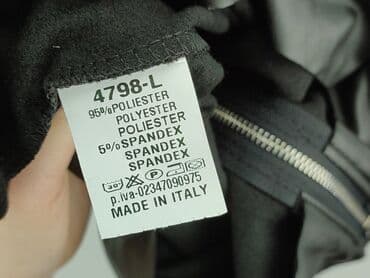 4798-L
95%POLIESTER
POLYESTER
POLIESTER
5%SPANDEX
SPANDEX
SPANDEX
p.iva-02347090975
MADE IN ITALY